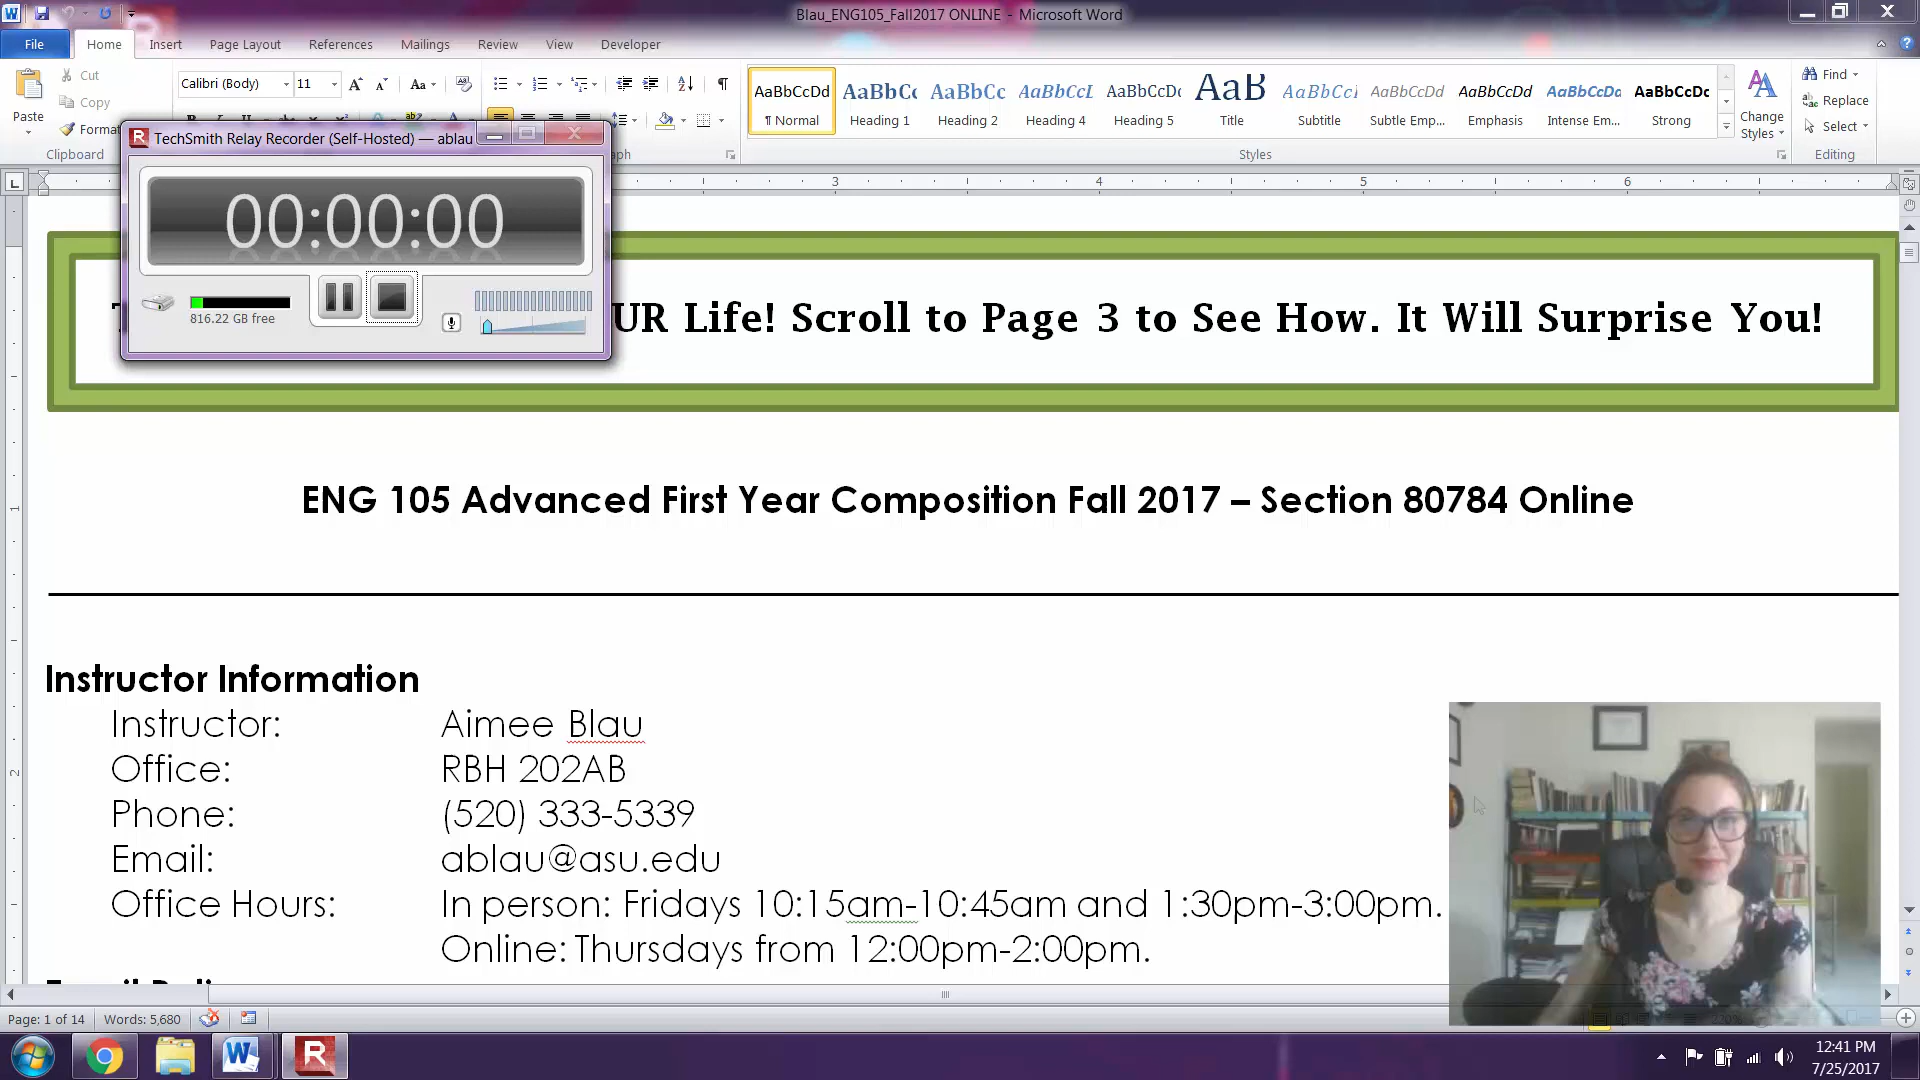 Blau_ENG105_Fall2017 ONLINE - Microsoft Word
File Home Insert Page Layout References Mailings Review View Developer
Paste
Cut
Copy
Format
Clipboard
Calibri (Body) 11
AaBbCcDd AaBbCc AaBbCc AaBbCcL AaBbCcDc AaB AaBbCcI AaBbCcDd AaBbCcDd AaBbCcDd AaBbCcDc
¶ Normal Heading 1 Heading 2 Heading 4 Heading 5 Title Subtitle Subtle Emp... Emphasis Intense Em... Strong
Styles
Change Styles
Find
Replace
Select
Editing
TechSmith Relay Recorder (Self-Hosted) — ablau
00:00:00
816.22 GB free
3 4 5 6
UR Life! Scroll to Page 3 to See How. It Will Surprise You!
ENG 105 Advanced First Year Composition Fall 2017 – Section 80784 Online
Instructor Information
Instructor: Aimee Blau
Office: RBH 202AB
Phone: (520) 333-5339
Email: ablau@asu.edu
Office Hours: In person: Fridays 10:15am-10:45am and 1:30pm-3:00pm.
Online: Thursdays from 12:00pm-2:00pm.
Page: 1 of 14 Words: 5,680
12:41 PM
7/25/2017